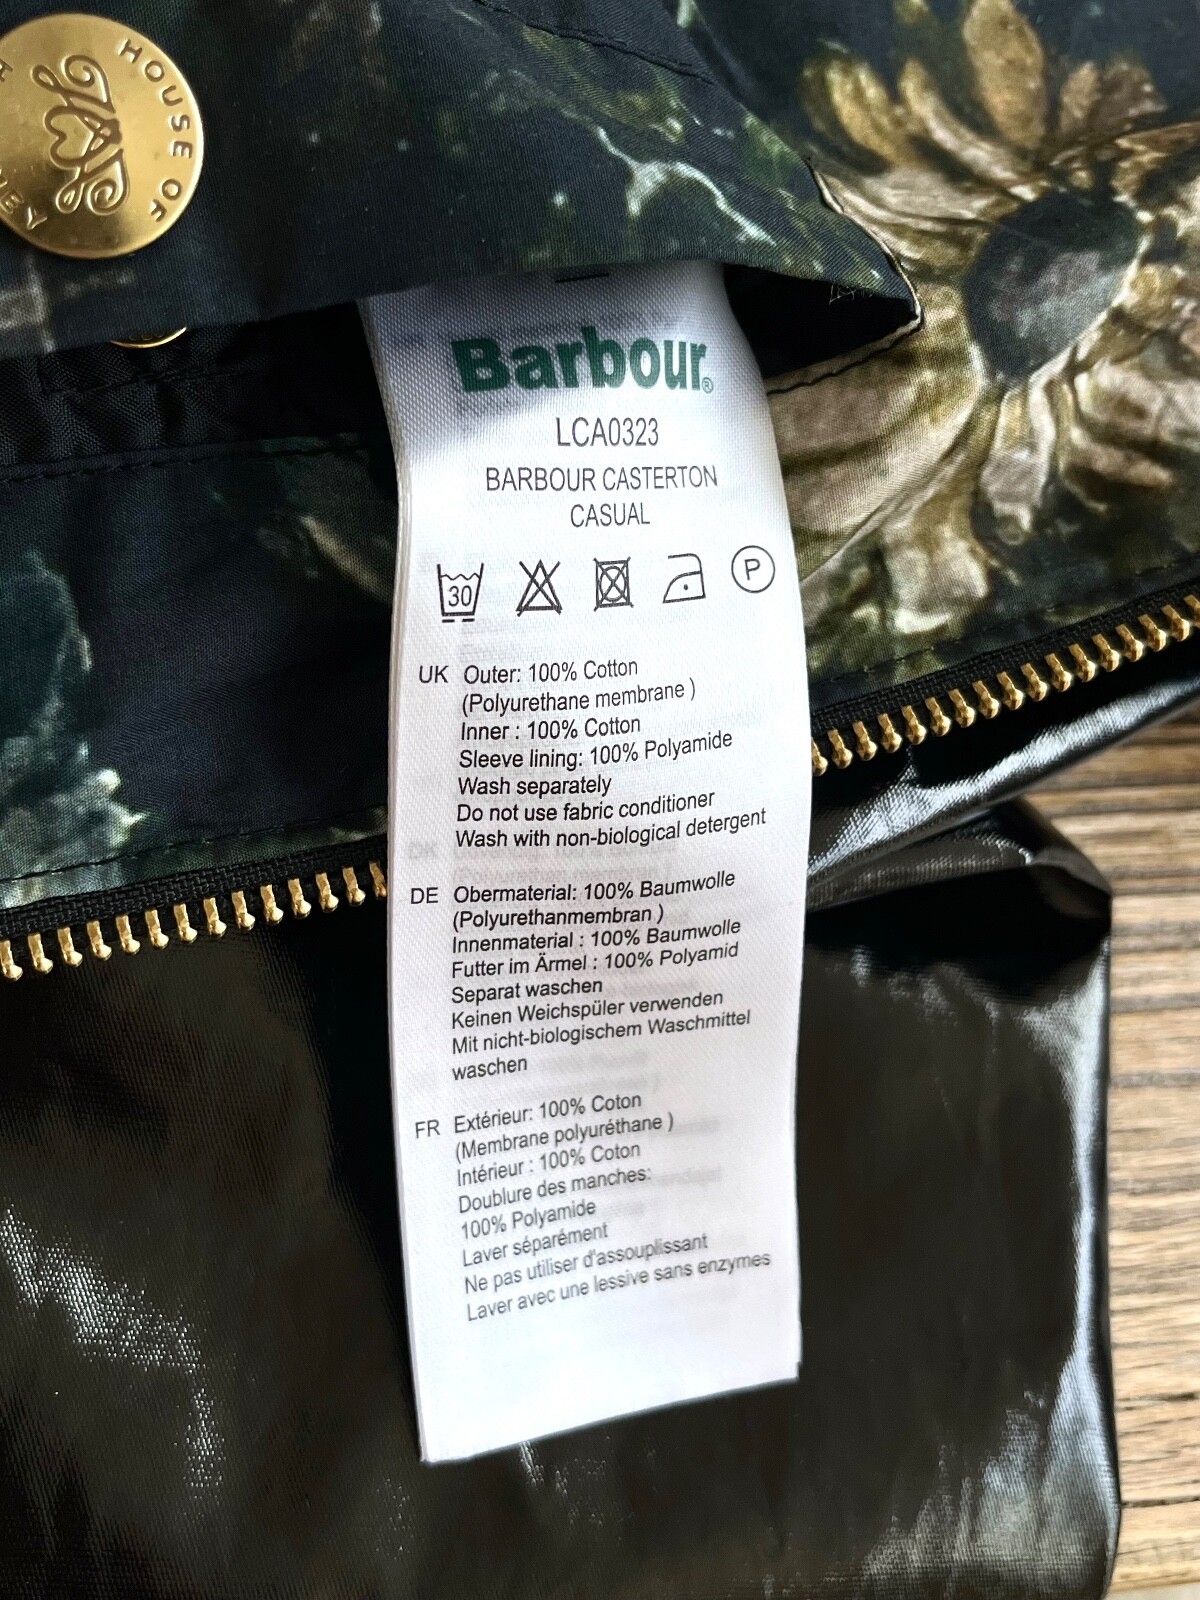 HOUSE OF
Barbour®
LCA0323
BARBOUR CASTERTON
CASUAL
30
P
UK Outer: 100% Cotton
(Polyurethane membrane )
Inner : 100% Cotton
Sleeve lining: 100% Polyamide
Wash separately
Do not use fabric conditioner
Wash with non-biological detergent
DE Obermaterial: 100% Baumwolle
(Polyurethanmembran )
Innenmaterial : 100% Baumwolle
Futter im Ärmel : 100% Polyamid
Separat waschen
Keinen Weichspüler verwenden
Mit nicht-biologischem Waschmittel
waschen
FR Extérieur: 100% Coton
(Membrane polyuréthane )
Intérieur : 100% Coton
Doublure des manches:
100% Polyamide
Laver séparément
Ne pas utiliser d'assouplissant
Laver avec une lessive sans enzymes